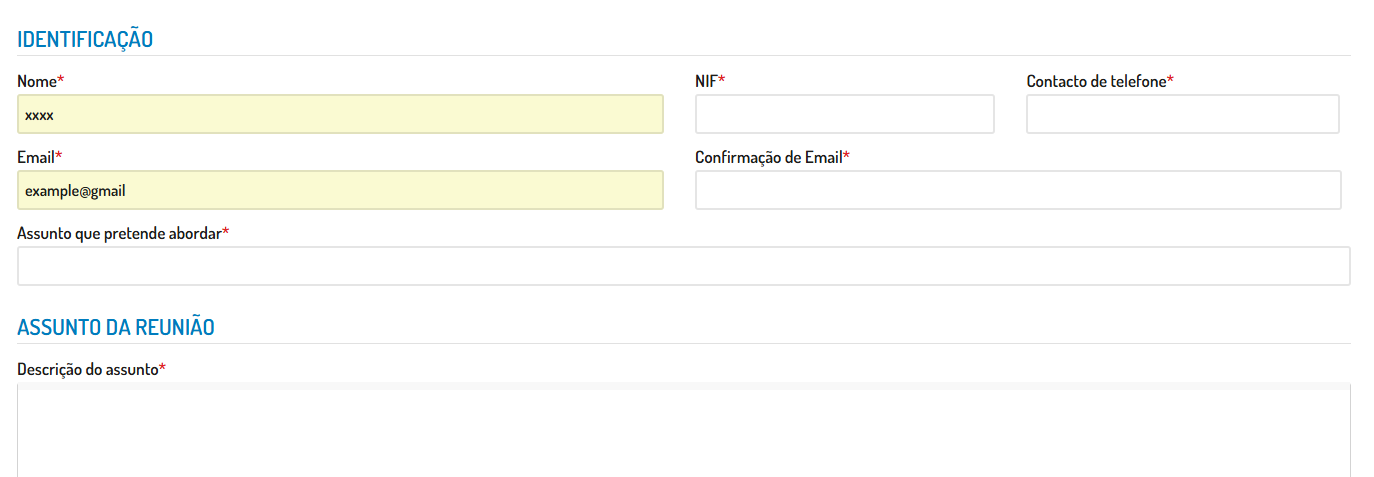 IDENTIFICAÇÃO
Nome* NIF* Contacto de telefone*
xxxx
Email* Confirmação de Email*
example@gmail
Assunto que pretende abordar*
ASSUNTO DA REUNIÃO
Descrição do assunto*